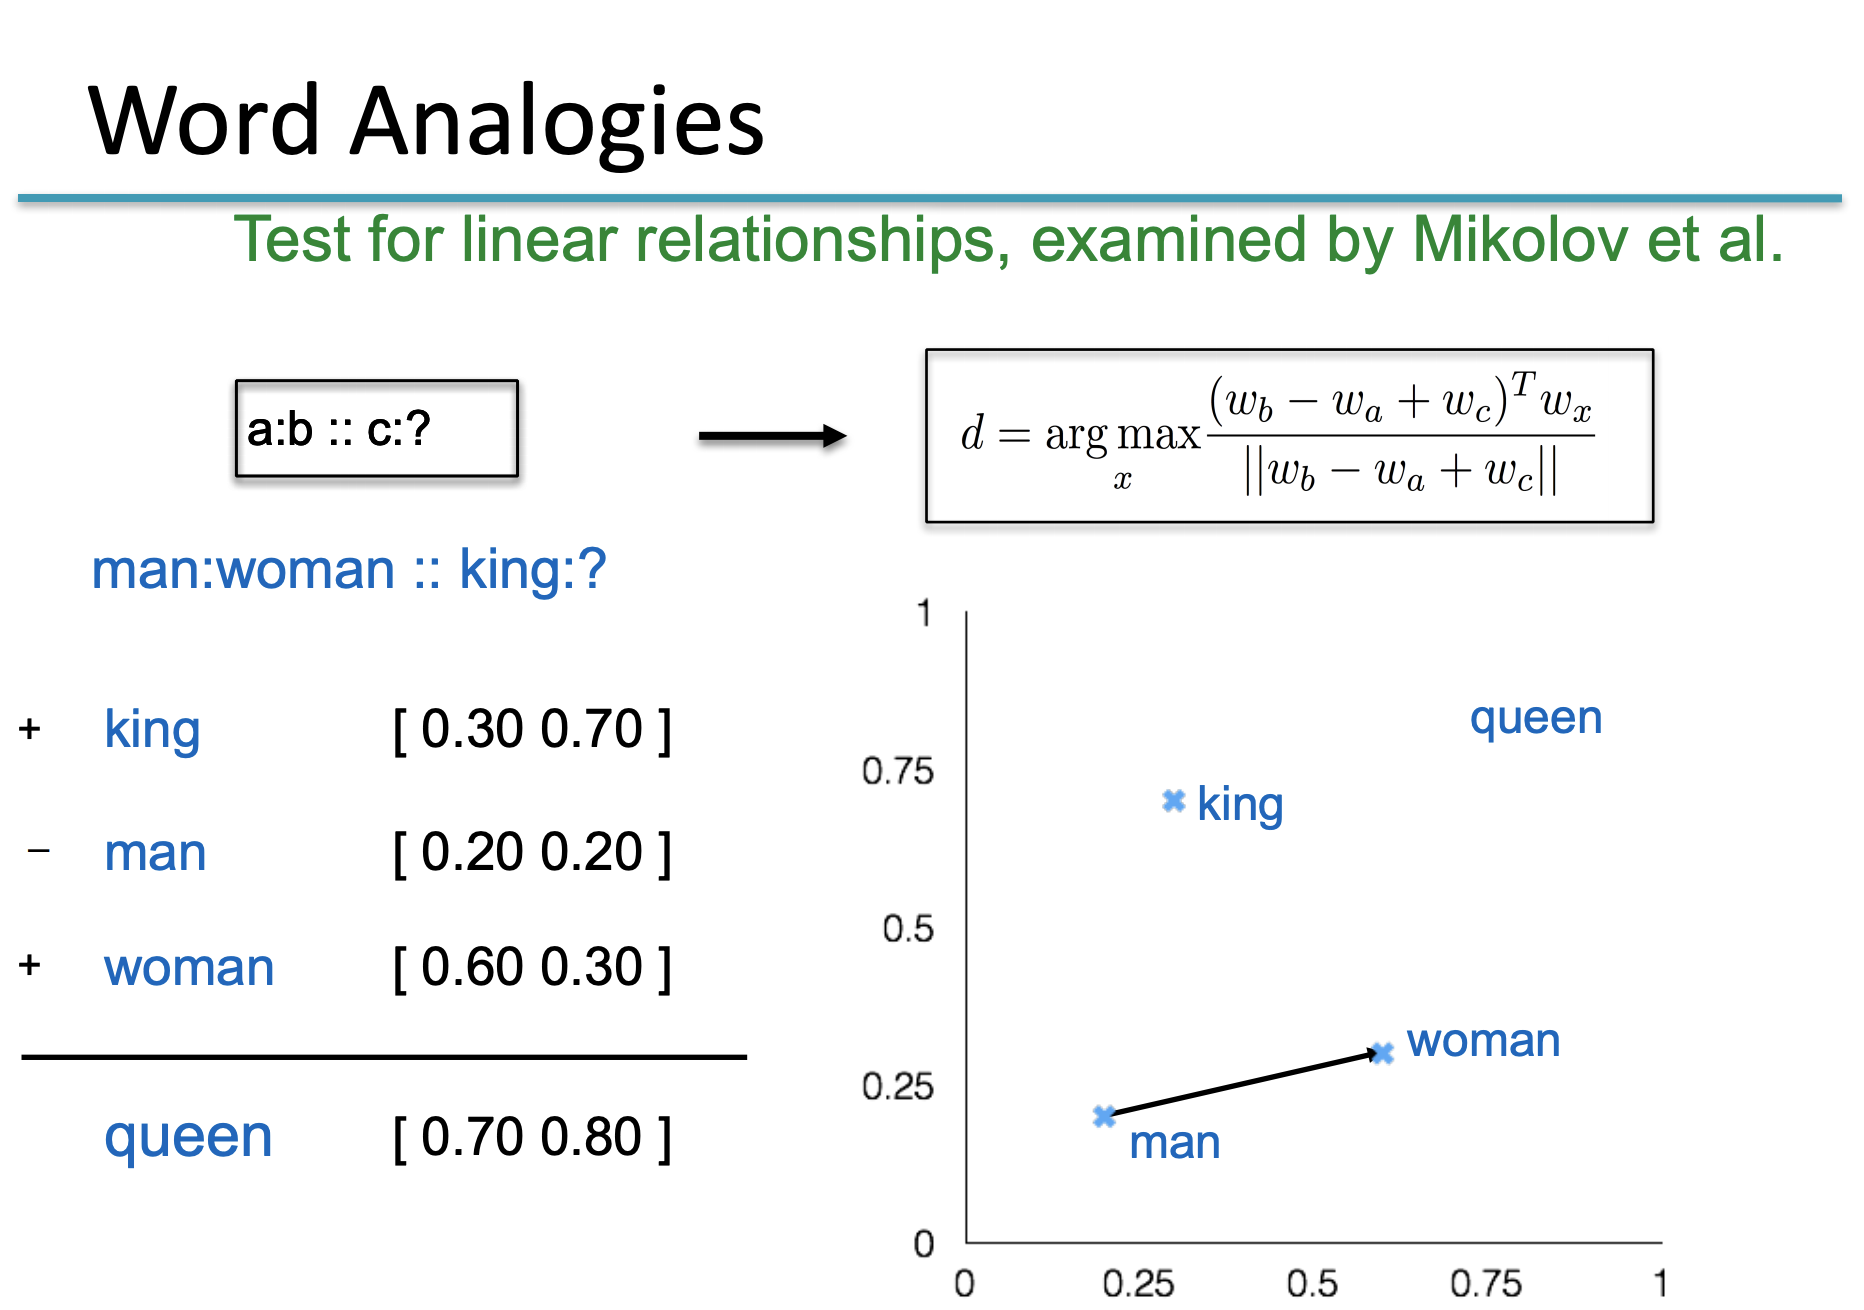 Word Analogies
Test for linear relationships, examined by Mikolov et al.
a:b :: c:?
d = arg max_x (w_b − w_a + w_c)^T w_x / ||w_b − w_a + w_c||
man:woman :: king:?
+ king [ 0.30 0.70 ]
− man [ 0.20 0.20 ]
+ woman [ 0.60 0.30 ]
queen [ 0.70 0.80 ]
1
queen
0.75
king
0.5
woman
0.25
man
0
0 0.25 0.5 0.75 1